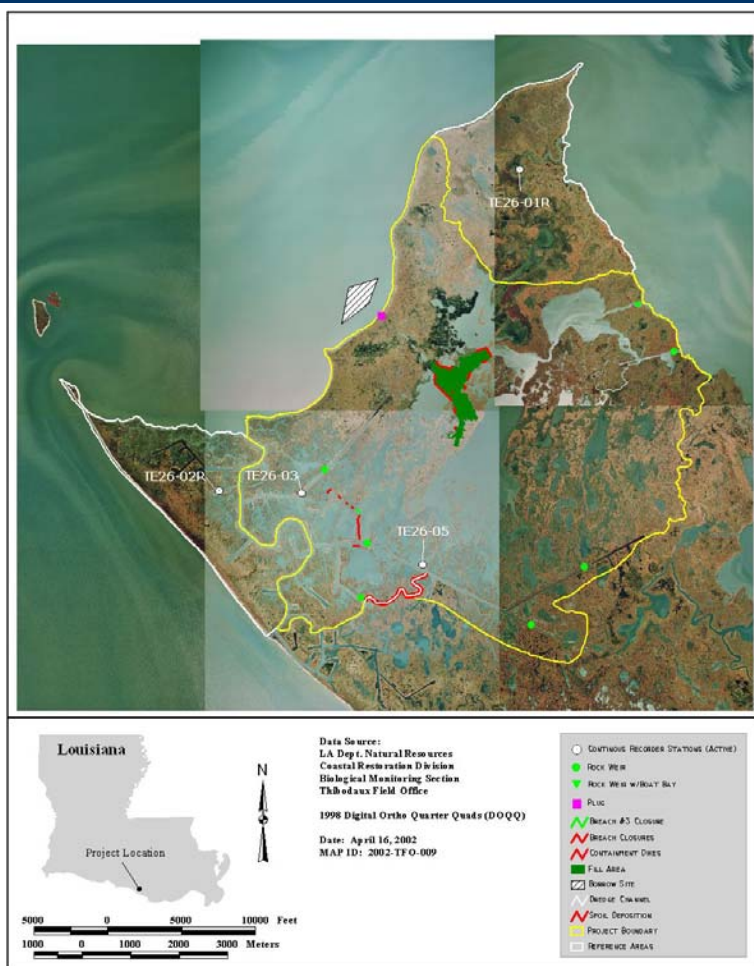 TE26-01R
TE26-02R
TE26-03
TE26-05
Louisiana
Project Location
N
Data Source:
LA Dept. Natural Resources
Coastal Restoration Division
Biological Monitoring Section
Thibodaux Field Office
1998 Digital Ortho Quarter Quads (DOQQ)
Date: April 16, 2002
MAP ID: 2002-TFO-009
5000 0 5000 10000 Feet
1000 0 1000 2000 3000 Meters
CONTINOUS RECORDER STATIONS (ACTIVE)
ROCK WEIR
ROCK WEIR W/BOAT BAY
PLUG
BREACH #3 CLOSURE
BREACH CLOSURES
CONTAINMENT DIKES
FILL AREA
BORROW SITE
DREDGE CHANNEL
SPOIL DEPOSITION
PROJECT BOUNDARY
REFERENCE AREAS